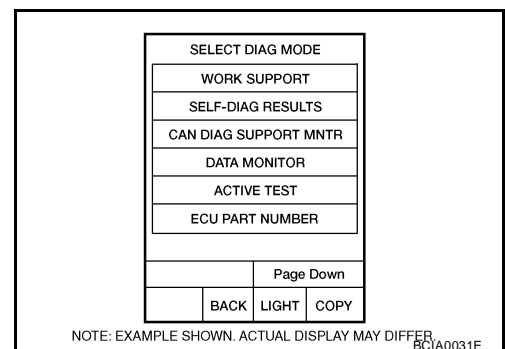 SELECT DIAG MODE
WORK SUPPORT
SELF-DIAG RESULTS
CAN DIAG SUPPORT MNTR
DATA MONITOR
ACTIVE TEST
ECU PART NUMBER
Page Down
BACK LIGHT COPY
NOTE: EXAMPLE SHOWN. ACTUAL DISPLAY MAY DIFFER.
BCIA0031E